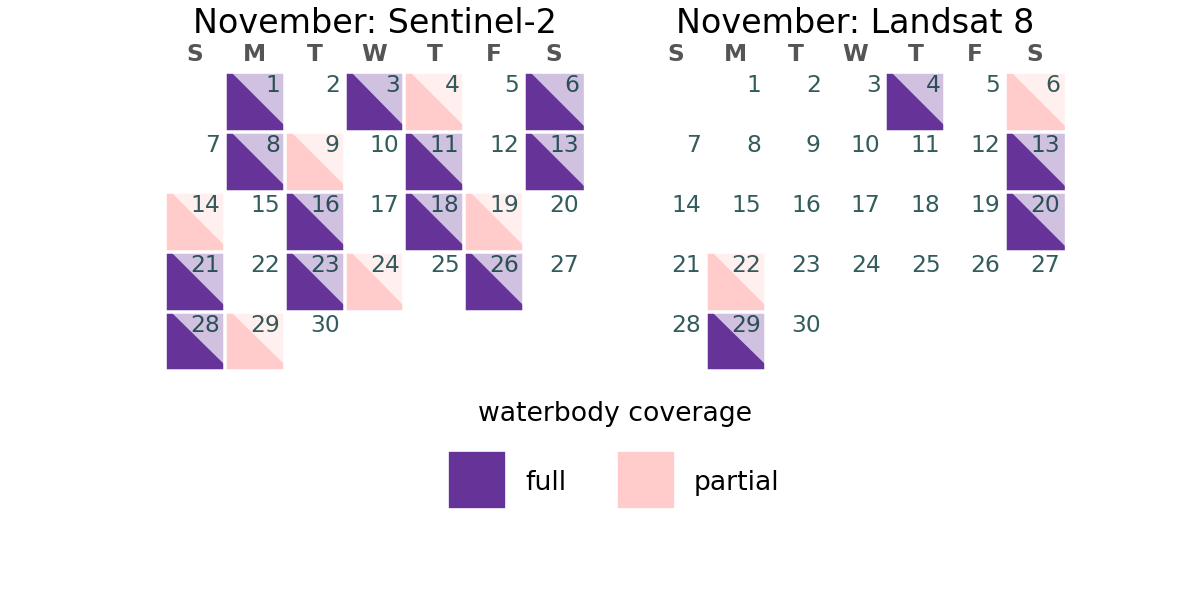 November: Sentinel-2
S M T W T F S
1 2 3 4 5 6
7 8 9 10 11 12 13
14 15 16 17 18 19 20
21 22 23 24 25 26 27
28 29 30
November: Landsat 8
S M T W T F S
1 2 3 4 5 6
7 8 9 10 11 12 13
14 15 16 17 18 19 20
21 22 23 24 25 26 27
28 29 30
waterbody coverage
full partial